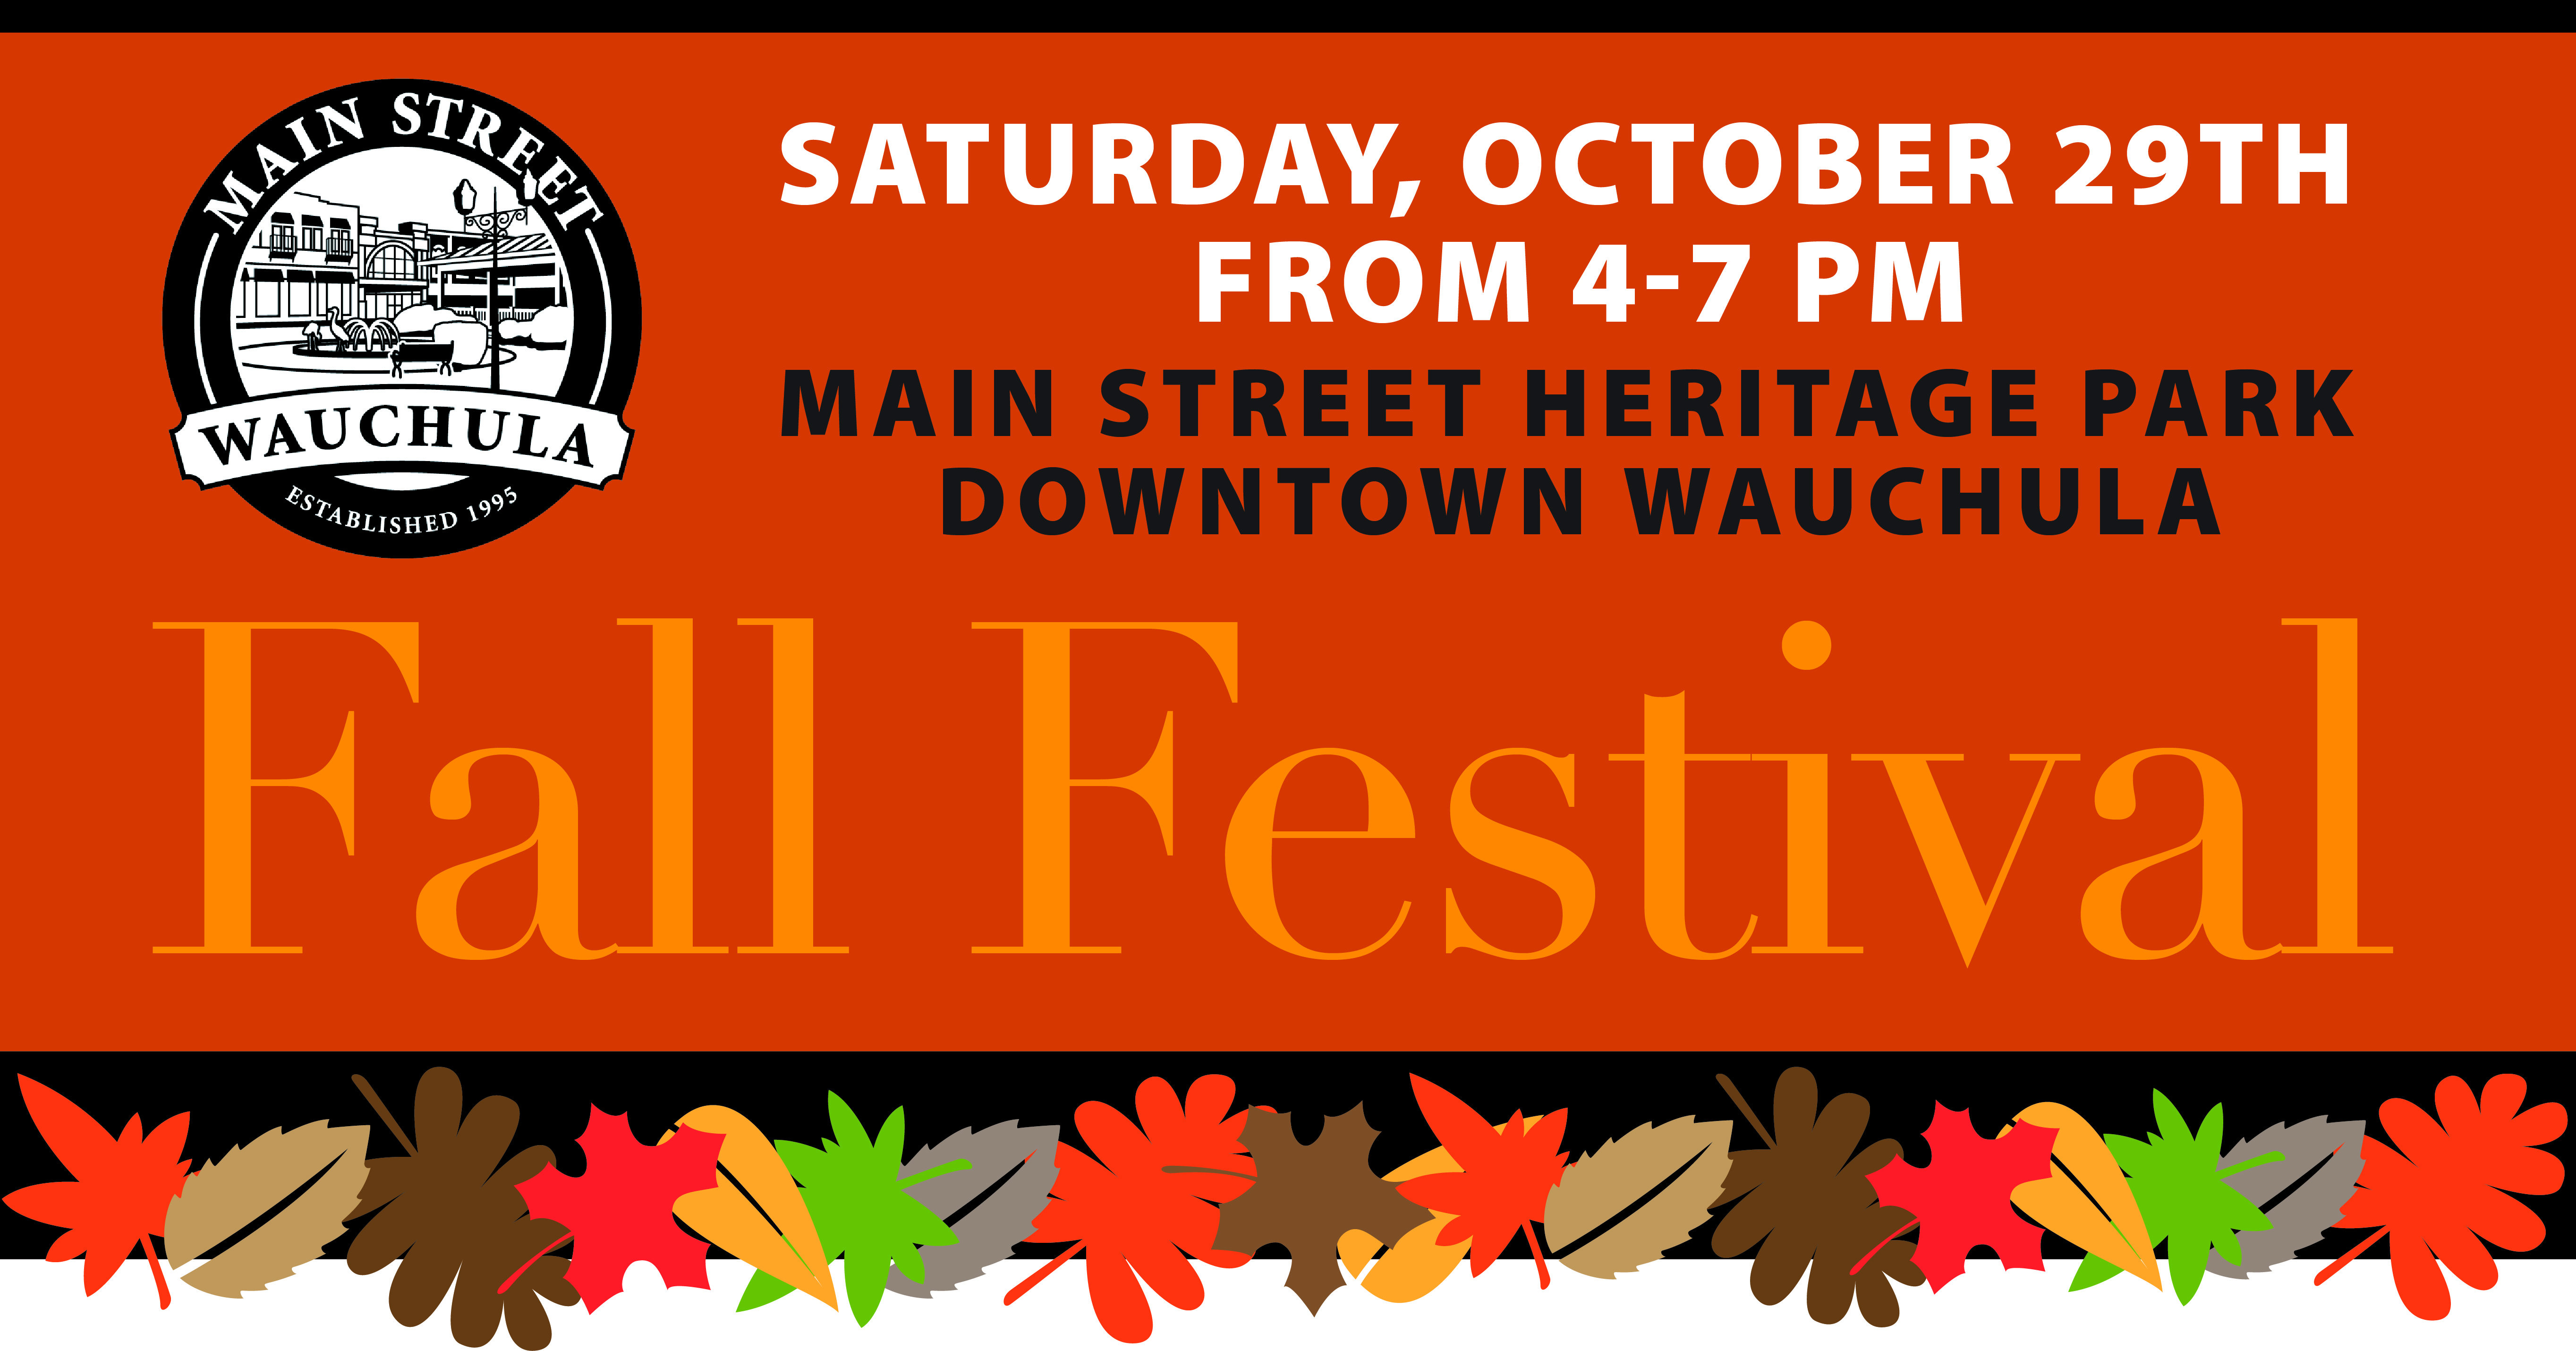 MAIN STREET
WAUCHULA
ESTABLISHED 1995
SATURDAY, OCTOBER 29TH
FROM 4-7 PM
MAIN STREET HERITAGE PARK
DOWNTOWN WAUCHULA
Fall Festival